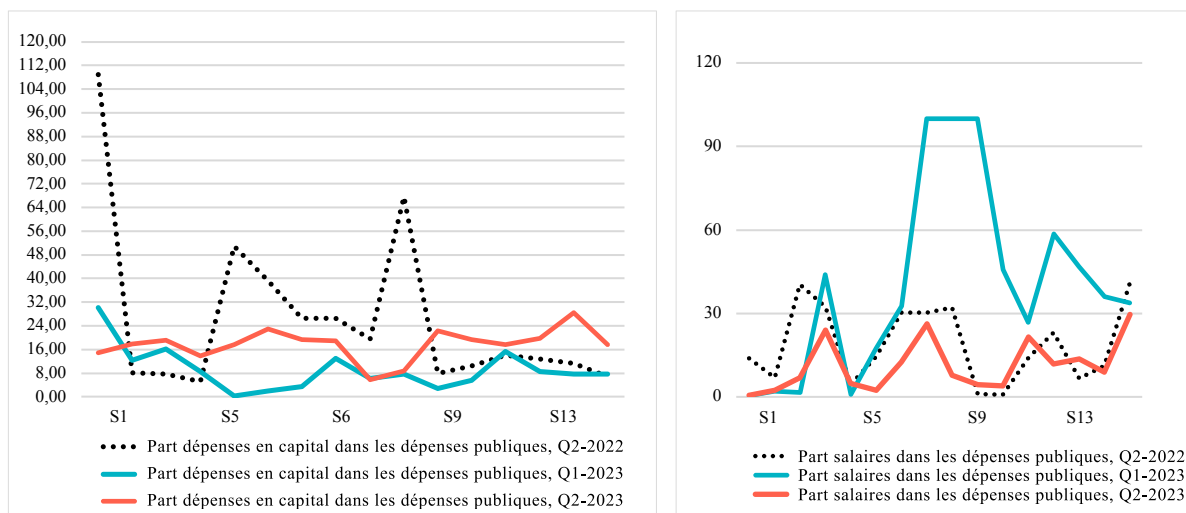 120,00
112,00
104,00
96,00
88,00
80,00
72,00
64,00
56,00
48,00
40,00
32,00
24,00
16,00
8,00
0,00
S1 S5 S6 S9 S13
Part dépenses en capital dans les dépenses publiques, Q2-2022
Part dépenses en capital dans les dépenses publiques, Q1-2023
Part dépenses en capital dans les dépenses publiques, Q2-2023
120
90
60
30
0
S1 S5 S9 S13
Part salaires dans les dépenses publiques, Q2-2022
Part salaires dans les dépenses publiques, Q1-2023
Part salaires dans les dépenses publiques, Q2-2023